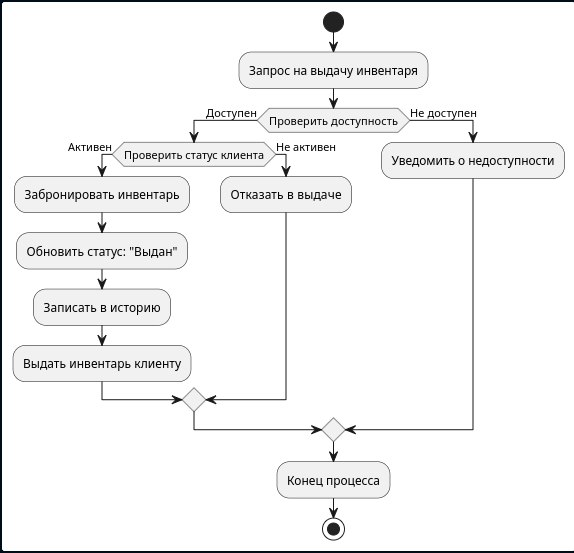 Запрос на выдачу инвентаря
Доступен
Проверить доступность
Не доступен
Активен
Проверить статус клиента
Не активен
Уведомить о недоступности
Забронировать инвентарь
Отказать в выдаче
Обновить статус: "Выдан"
Записать в историю
Выдать инвентарь клиенту
Конец процесса